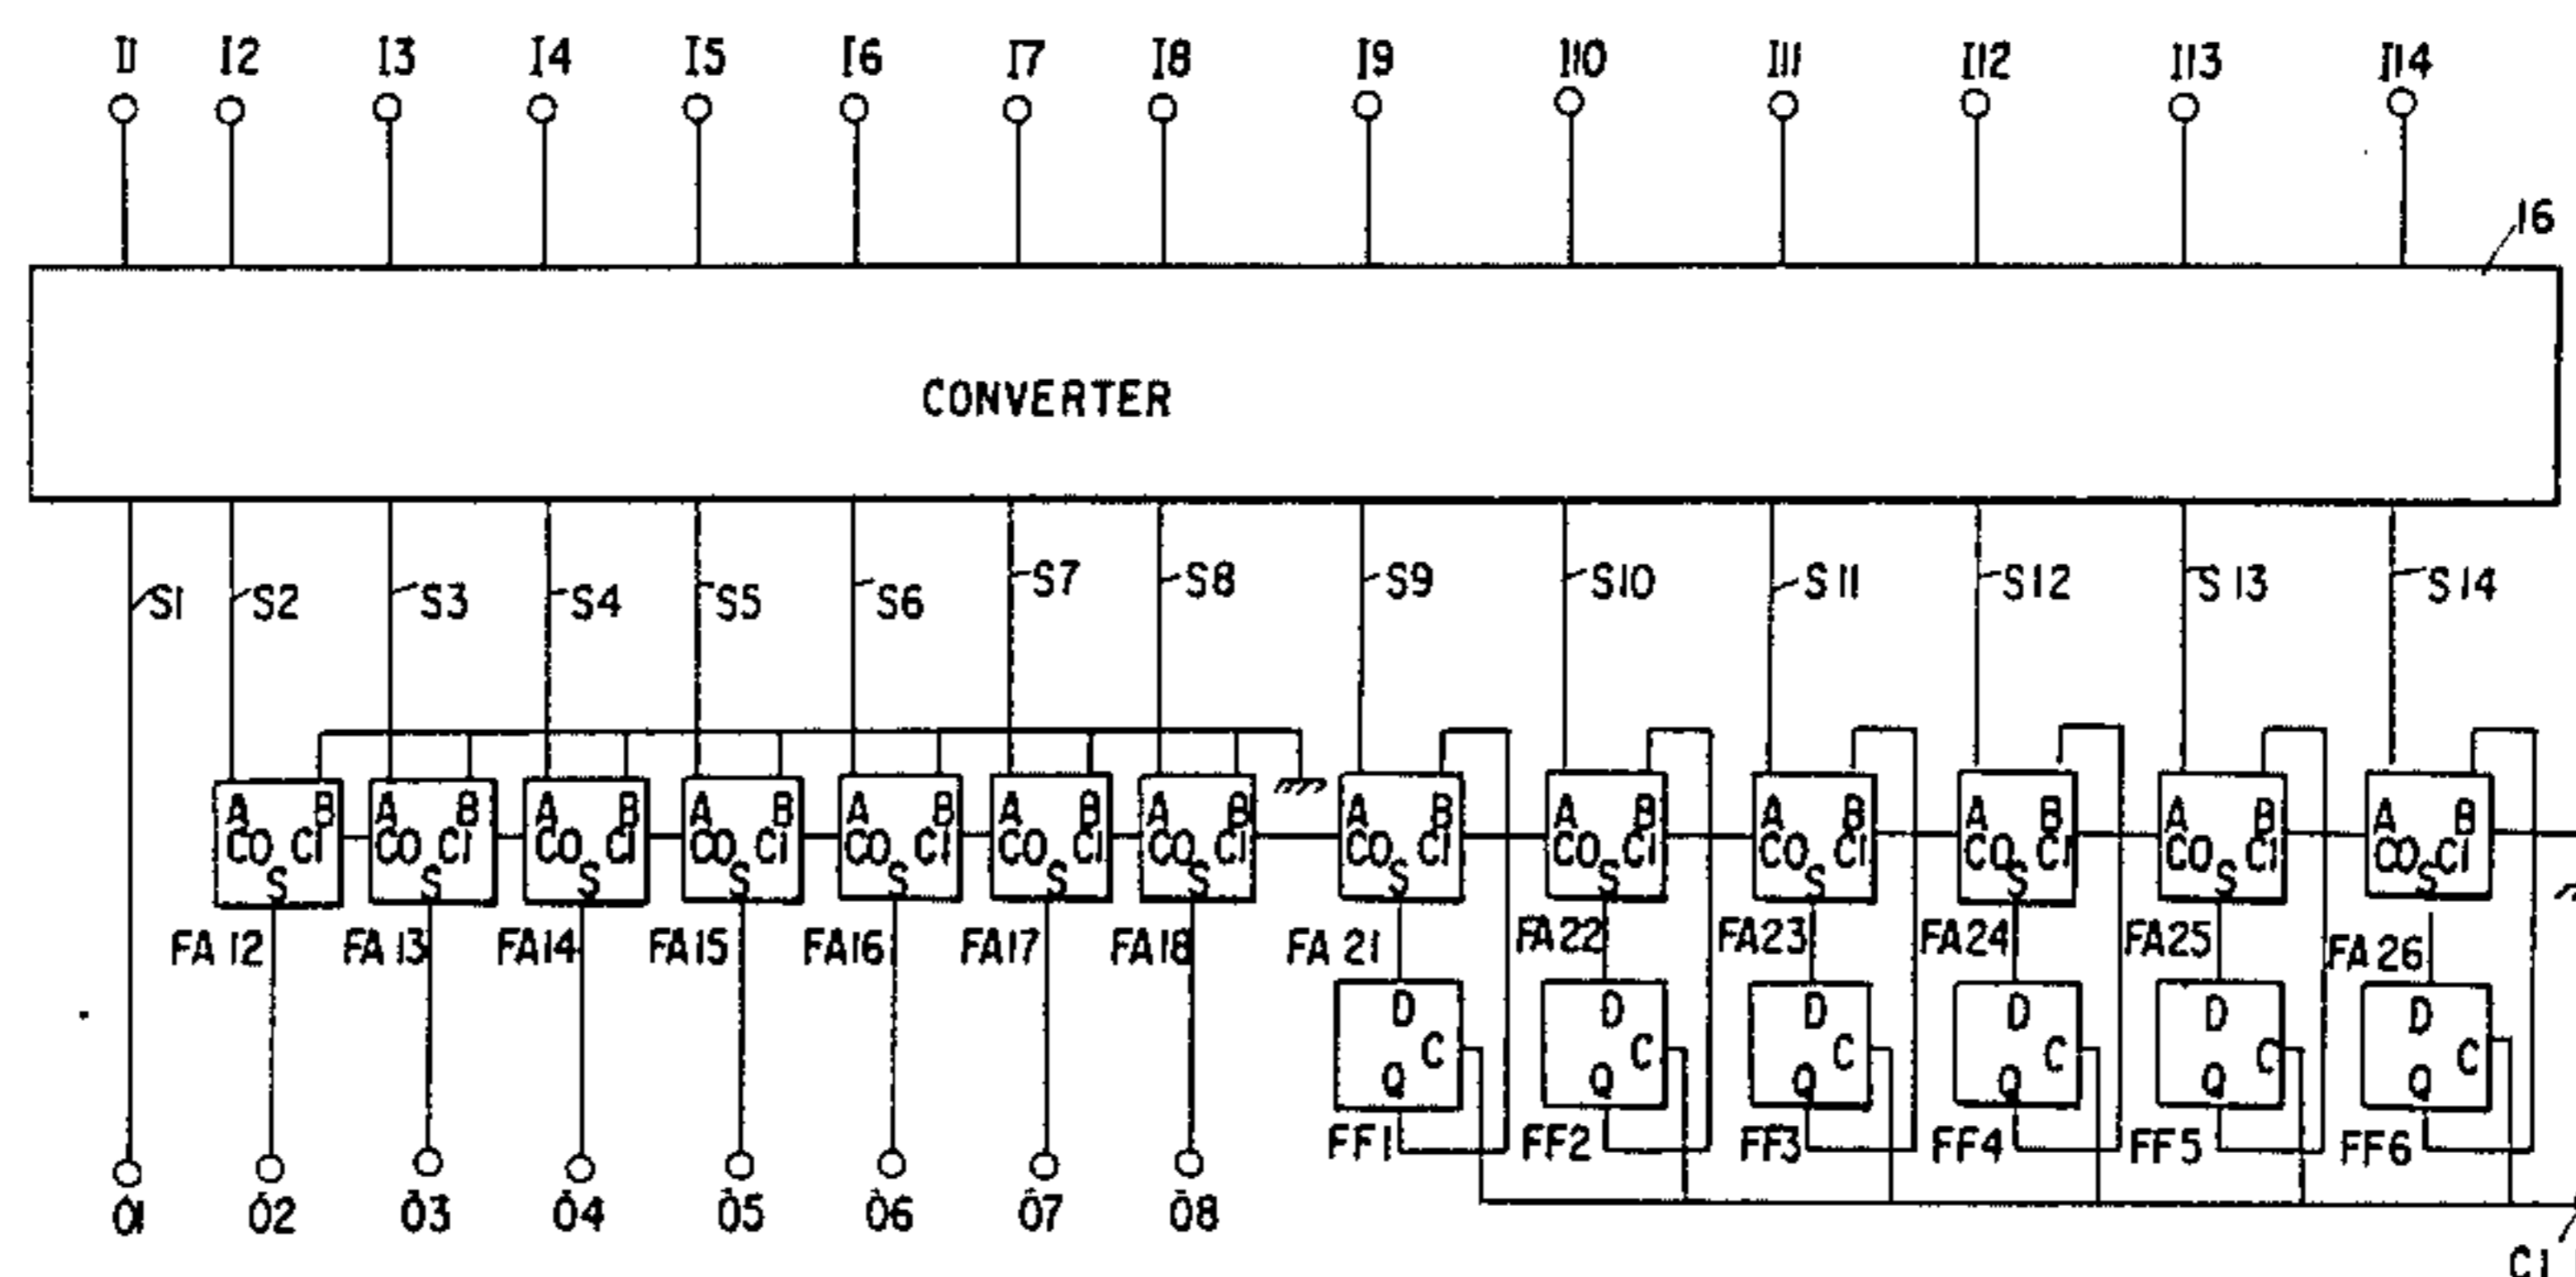 I1 I2 I3 I4 I5 I6 I7 I8 I9 I10 I11 I12 I13 I14
16
CONVERTER
S1 S2 S3 S4 S5 S6 S7 S8 S9 S10 S11 S12 S13 S14
A B A B A B A B A B A B A B A B A B A B A B A B A B
CO CI CO CI CO CI CO CI CO CI CO CI CO CI CO CI CO CI CO CI CO CI CO CI CO CI
S S S S S S S S S S S S S
FA12 FA13 FA14 FA15 FA16 FA17 FA18 FA21 FA22 FA23 FA24 FA25 FA26
D D D D D D
C C C C C C
Q Q Q Q Q Q
FF1 FF2 FF3 FF4 FF5 FF6
O1 O2 O3 O4 O5 O6 O7 O8
C1